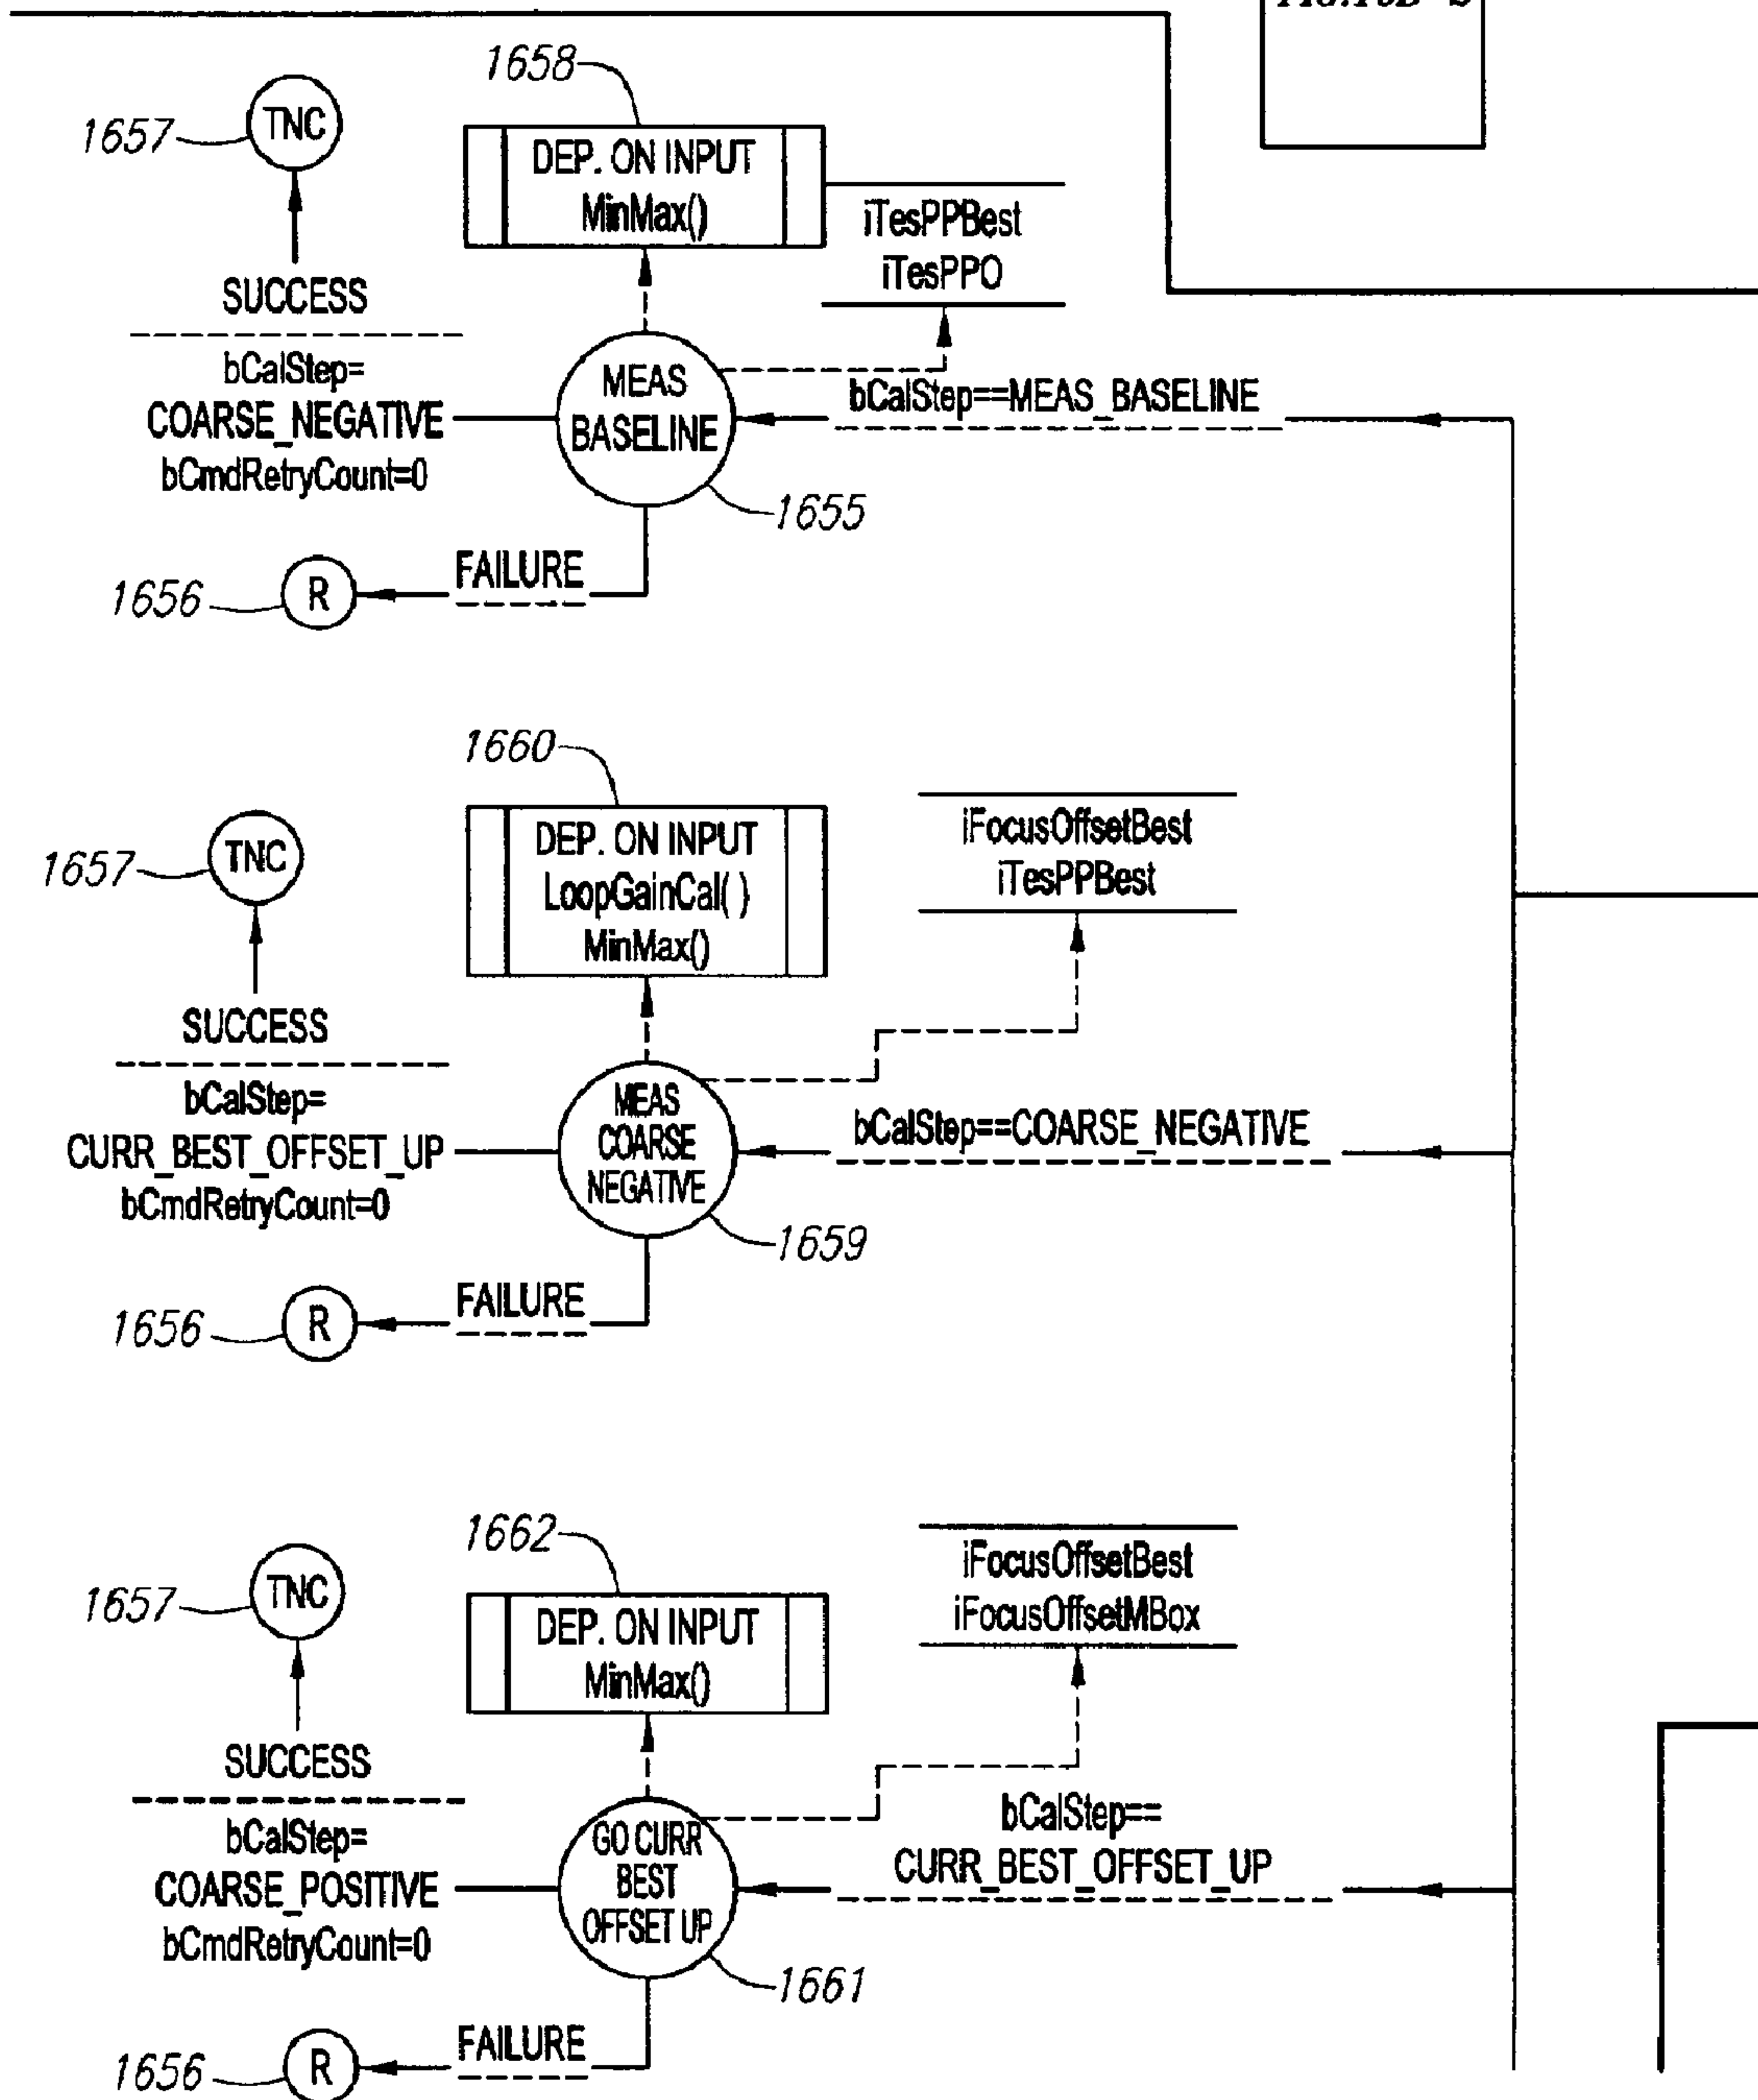 1658
1657
TNC
DEP. ON INPUT
MinMax()
iTesPPBest
iTesPPO
SUCCESS
bCalStep=
COARSE_NEGATIVE
bCmdRetryCount=0
MEAS
BASELINE
bCalStep==MEAS_BASELINE
1655
FAILURE
1656
R
1660
1657
TNC
DEP. ON INPUT
LoopGainCal( )
MinMax()
iFocusOffsetBest
iTesPPBest
SUCCESS
bCalStep=
CURR_BEST_OFFSET_UP
bCmdRetryCount=0
MEAS
COARSE
NEGATIVE
bCalStep==COARSE_NEGATIVE
1659
FAILURE
1656
R
1662
1657
TNC
DEP. ON INPUT
MinMax()
iFocusOffsetBest
iFocusOffsetMBox
SUCCESS
bCalStep=
COARSE_POSITIVE
bCmdRetryCount=0
GO CURR
BEST
OFFSET UP
bCalStep==
CURR_BEST_OFFSET_UP
1661
FAILURE
1656
R